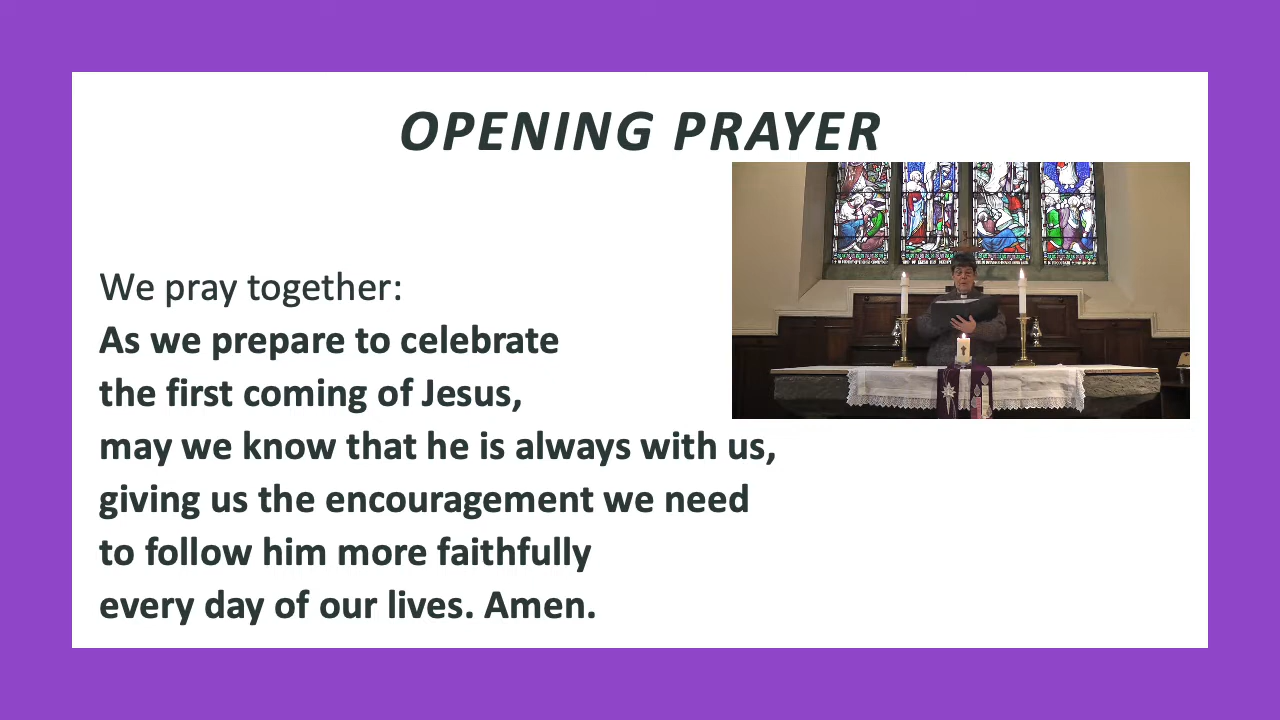 OPENING PRAYER
We pray together:
As we prepare to celebrate
the first coming of Jesus,
may we know that he is always with us,
giving us the encouragement we need
to follow him more faithfully
every day of our lives. Amen.